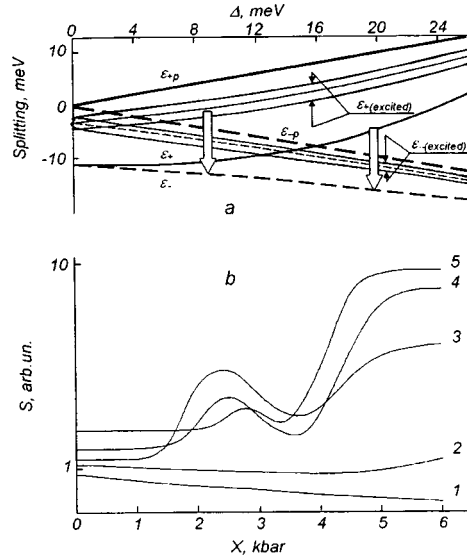 Δ, meV
0 4 8 12 16 20 24
Splitting, meV
10
0
-10
ε+p
ε+(excited)
ε-p
ε-(excited)
ε+
ε-
a
b
S, arb.un.
10
1
5
4
3
2
1
0 1 2 3 4 5 6
X, kbar